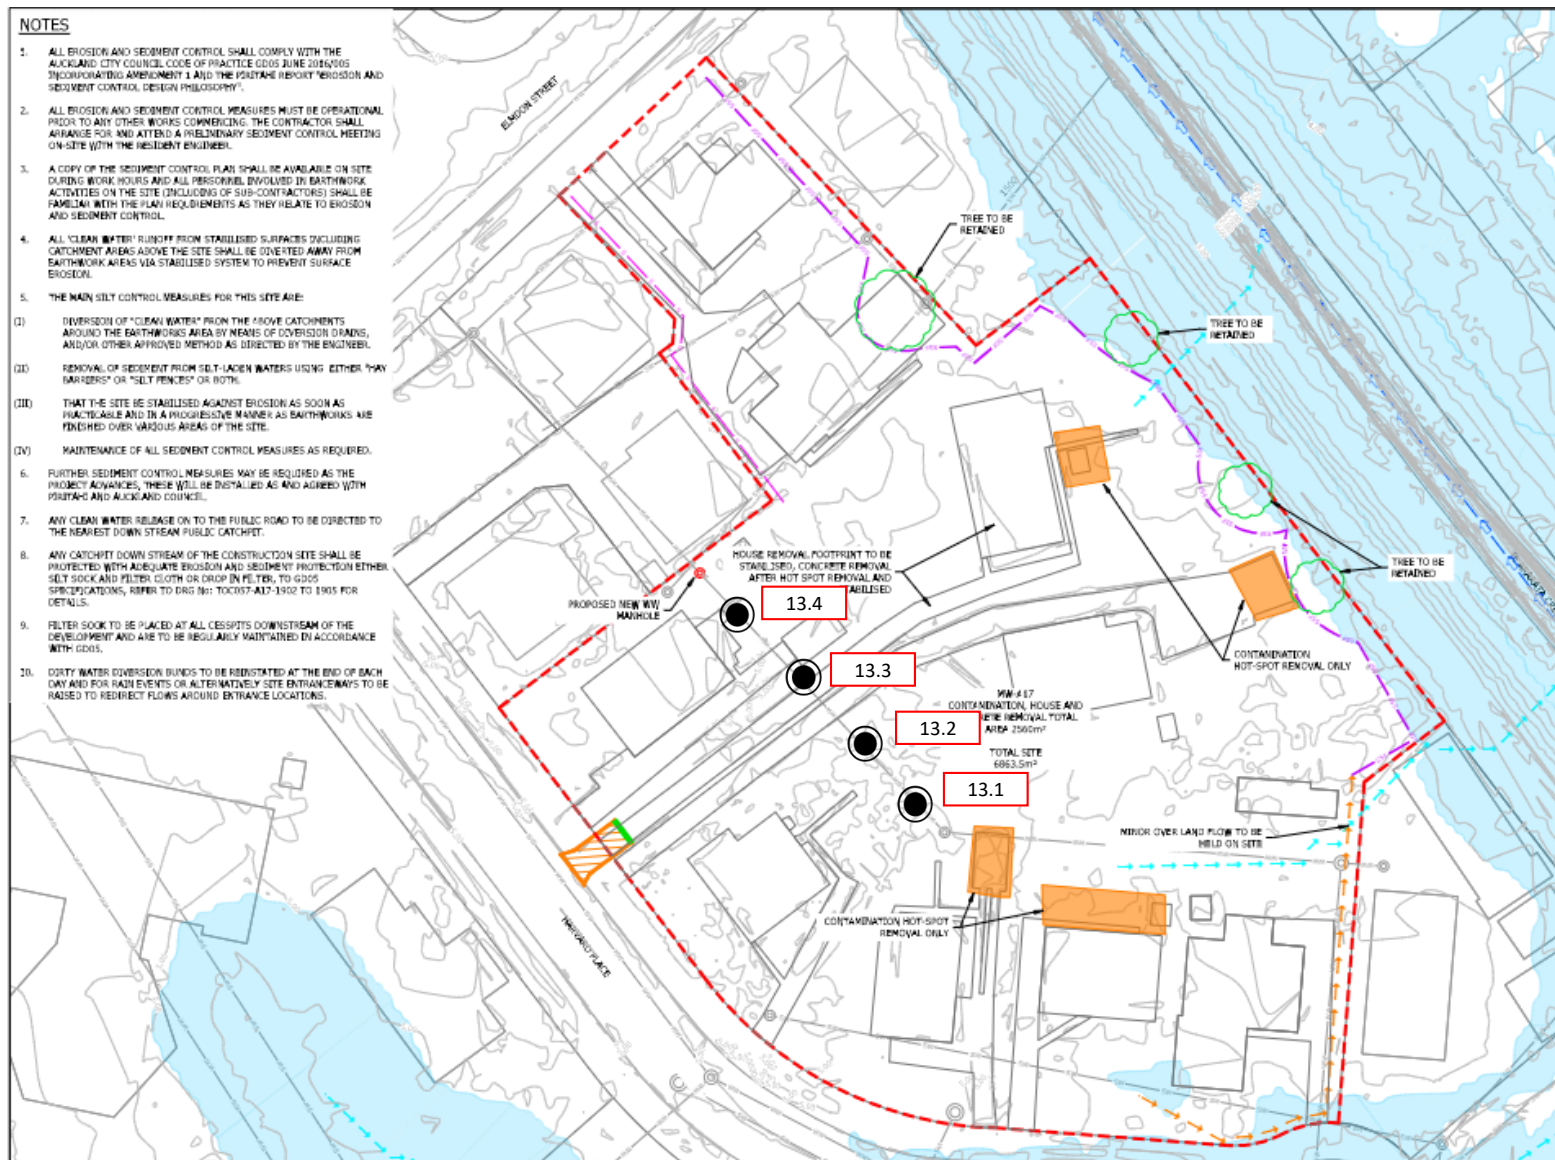 NOTES
1. ALL EROSION AND SEDIMENT CONTROL SHALL COMPLY WITH THE
AUCKLAND CITY COUNCIL CODE OF PRACTICE GD05 JUNE 2016/005
INCORPORATING AMENDMENT 1 AND THE PIRITAHI REPORT "EROSION AND
SEDIMENT CONTROL DESIGN PHILOSOPHY".
2. ALL EROSION AND SEDIMENT CONTROL MEASURES MUST BE OPERATIONAL
PRIOR TO ANY OTHER WORKS COMMENCING. THE CONTRACTOR SHALL
ARRANGE FOR AND ATTEND A PRELIMINARY SEDIMENT CONTROL MEETING
ON-SITE WITH THE RESIDENT ENGINEER.
3. A COPY OF THE SEDIMENT CONTROL PLAN SHALL BE AVAILABLE ON SITE
DURING WORK HOURS AND ALL PERSONNEL INVOLVED IN EARTHWORK
ACTIVITIES ON THE SITE (INCLUDING OF SUB-CONTRACTORS) SHALL BE
FAMILIAR WITH THE PLAN REQUIREMENTS AS THEY RELATE TO EROSION
AND SEDIMENT CONTROL.
4. ALL 'CLEAN WATER' RUNOFF FROM STABILISED SURFACES INCLUDING
CATCHMENT AREAS ABOVE THE SITE SHALL BE DIVERTED AWAY FROM
EARTHWORK AREAS VIA STABILISED SYSTEM TO PREVENT SURFACE
EROSION.
5. THE MAIN SILT CONTROL MEASURES FOR THIS SITE ARE:
(I) DIVERSION OF "CLEAN WATER" FROM THE ABOVE CATCHMENTS
AROUND THE EARTHWORKS AREA BY MEANS OF DIVERSION DRAINS,
AND/OR OTHER APPROVED METHOD AS DIRECTED BY THE ENGINEER.
(II) REMOVAL OF SEDIMENT FROM SILT-LADEN WATERS USING EITHER "HAY
BARRIERS" OR "SILT FENCES" OR BOTH.
(III) THAT THE SITE BE STABILISED AGAINST EROSION AS SOON AS
PRACTICABLE AND IN A PROGRESSIVE MANNER AS EARTHWORKS ARE
FINISHED OVER VARIOUS AREAS OF THE SITE.
(IV) MAINTENANCE OF ALL SEDIMENT CONTROL MEASURES AS REQUIRED.
6. FURTHER SEDIMENT CONTROL MEASURES MAY BE REQUIRED AS THE
PROJECT ADVANCES, THESE WILL BE INSTALLED AS AND AGREED WITH
PIRITAHI AND AUCKLAND COUNCIL.
7. ANY CLEAN WATER RELEASE ON TO THE PUBLIC ROAD TO BE DIRECTED TO
THE NEAREST DOWN STREAM PUBLIC CATCHPIT.
8. ANY CATCHPIT DOWN STREAM OF THE CONSTRUCTION SITE SHALL BE
PROTECTED WITH ADEQUATE EROSION AND SEDIMENT PROTECTION EITHER
SILT SOCK AND FILTER CLOTH OR DROP IN FILTER, TO GD05
SPECIFICATIONS, REFER TO DRG No: TOC057-A17-1902 TO 1905 FOR
DETAILS.
9. FILTER SOCK TO BE PLACED AT ALL CESSPITS DOWNSTREAM OF THE
DEVELOPMENT AND ARE TO BE REGULARLY MAINTAINED IN ACCORDANCE
WITH GD05.
10. DIRTY WATER DIVERSION BUNDS TO BE REINSTATED AT THE END OF EACH
DAY AND FOR RAIN EVENTS OR ALTERNATIVELY SITE ENTRANCEWAYS TO BE
RAISED TO REDIRECT FLOWS AROUND ENTRANCE LOCATIONS.
ELMDON STREET
TREE TO BE
RETAINED
TREE TO BE
RETAINED
HOUSE REMOVAL FOOTPRINT TO BE
STABILISED, CONCRETE REMOVAL
AFTER HOT SPOT REMOVAL AND
ABILISED
TREE TO BE
RETAINED
PROPOSED NEW WW
MANHOLE
13.4
13.3
CONTAMINATION
HOT-SPOT REMOVAL ONLY
MW-A17
CONTAMINATION, HOUSE AND
RETE REMOVAL TOTAL
AREA 2560m²
13.2
TOTAL SITE
6863.5m²
13.1
MINOR OVER LAND FLOW TO BE
HELD ON SITE
CONTAMINATION HOT-SPOT
REMOVAL ONLY
HARVARD PLACE